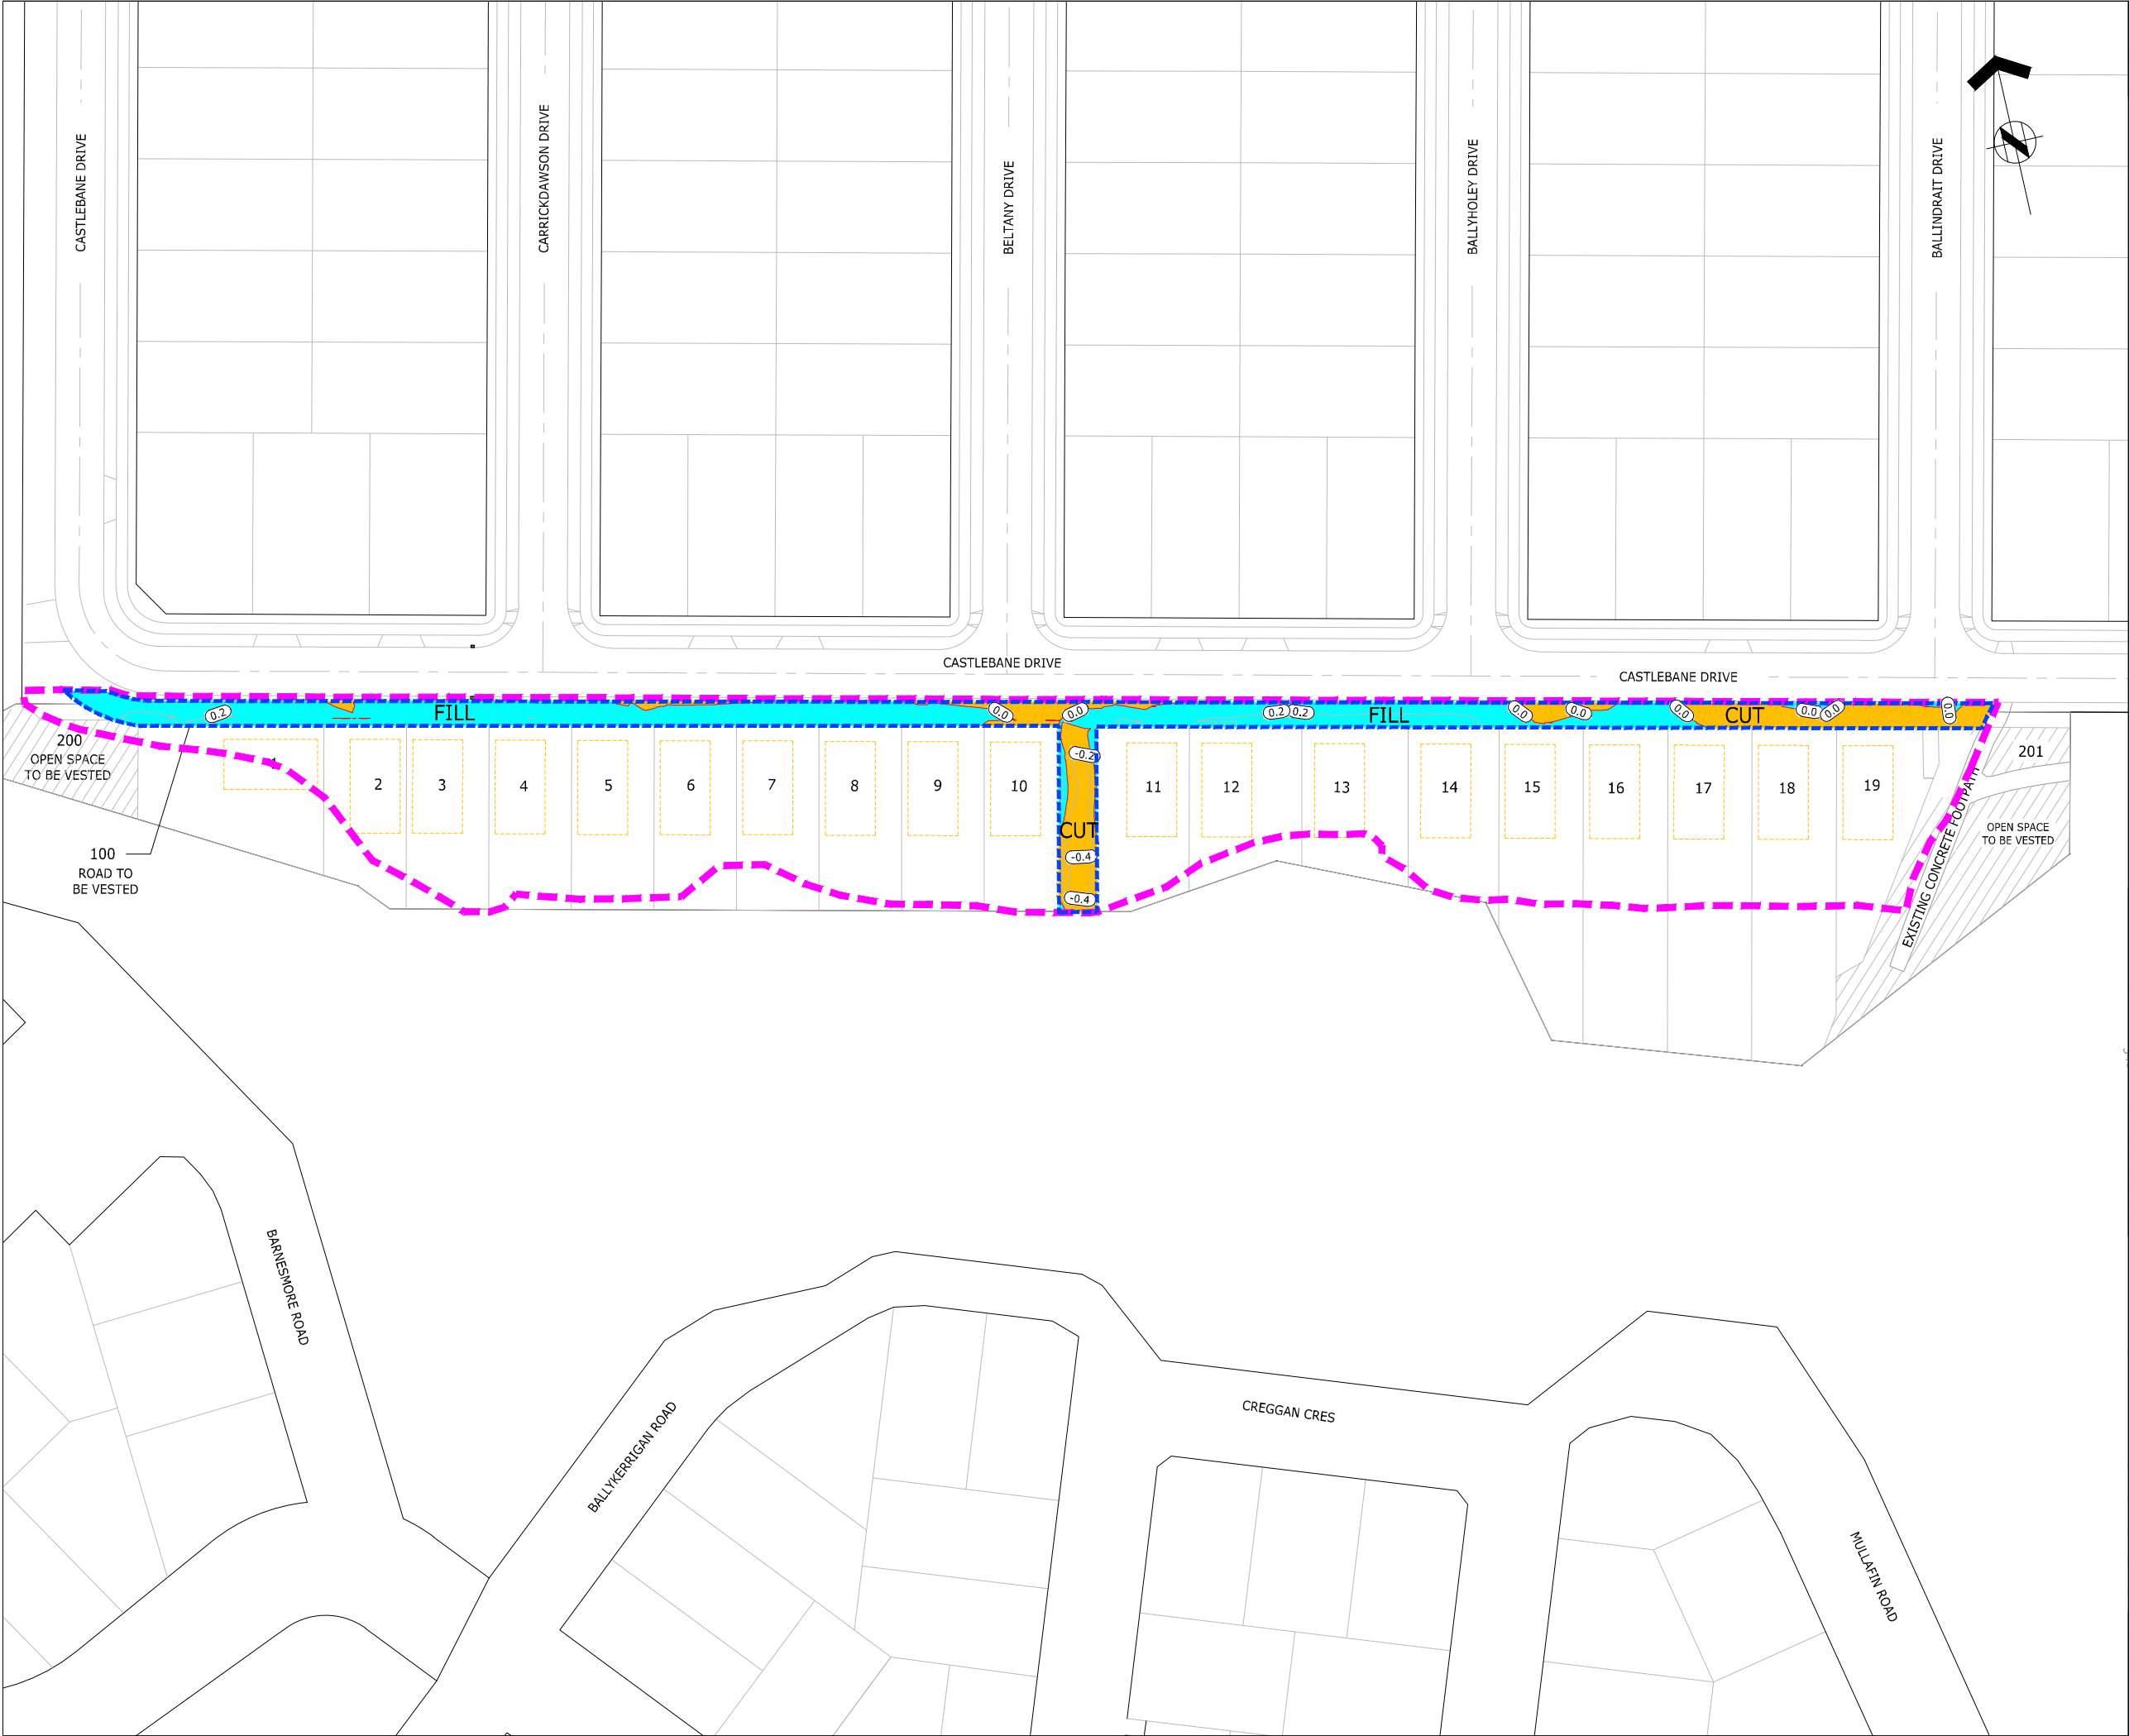 CASTLEBANE DRIVE
CARRICKDAWSON DRIVE
BELTANY DRIVE
BALLYHOLEY DRIVE
BALLINDRAIT DRIVE
CASTLEBANE DRIVE
CASTLEBANE DRIVE
0.2
FILL
0.0
0.0
0.2
0.2
FILL
0.0
0.0
0.0
CUT
0.0
0.0
0.0
200
OPEN SPACE
TO BE VESTED
1
2
3
4
5
6
7
8
9
10
-0.2
CUT
-0.4
-0.4
11
12
13
14
15
16
17
18
19
201
OPEN SPACE
TO BE VESTED
EXISTING CONCRETE FOOTPATH
100
ROAD TO
BE VESTED
BARNESMORE ROAD
BALLYKERRIGAN ROAD
CREGGAN CRES
MULLAFIN ROAD